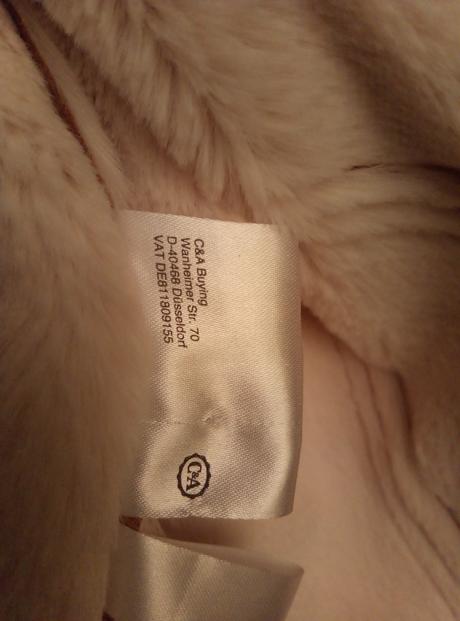 C&A Buying
Wanheimer Str. 70
D-40468 Düsseldorf
VAT DE811809155
C&A